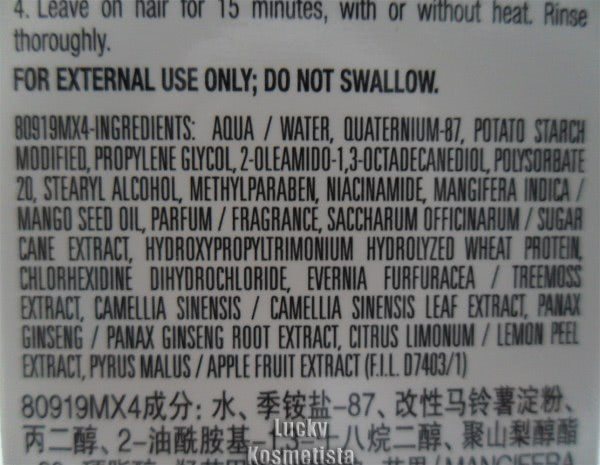 4. Leave on hair for 15 minutes, with or without heat. Rinse
thoroughly.
FOR EXTERNAL USE ONLY; DO NOT SWALLOW.
80919MX4-INGREDIENTS: AQUA / WATER, QUATERNIUM-87, POTATO STARCH
MODIFIED, PROPYLENE GLYCOL, 2-OLEAMIDO-1,3-OCTADECANEDIOL, POLYSORBATE
20, STEARYL ALCOHOL, METHYLPARABEN, NIACINAMIDE, MANGIFERA INDICA /
MANGO SEED OIL, PARFUM / FRAGRANCE, SACCHARUM OFFICINARUM / SUGAR
CANE EXTRACT, HYDROXYPROPYLTRIMONIUM HYDROLYZED WHEAT PROTEIN,
CHLORHEXIDINE DIHYDROCHLORIDE, EVERNIA FURFURACEA / TREEMOSS
EXTRACT, CAMELLIA SINENSIS / CAMELLIA SINENSIS LEAF EXTRACT, PANAX
GINSENG / PANAX GINSENG ROOT EXTRACT, CITRUS LIMONUM / LEMON PEEL
EXTRACT, PYRUS MALUS / APPLE FRUIT EXTRACT (F.I.L. D7403/1)
80919MX4成分: 水、季铵盐-87、改性马铃薯淀粉、
丙二醇、2-油酰胺基-1,3-十八烷二醇、聚山梨醇酯
Lucky
Kosmetista